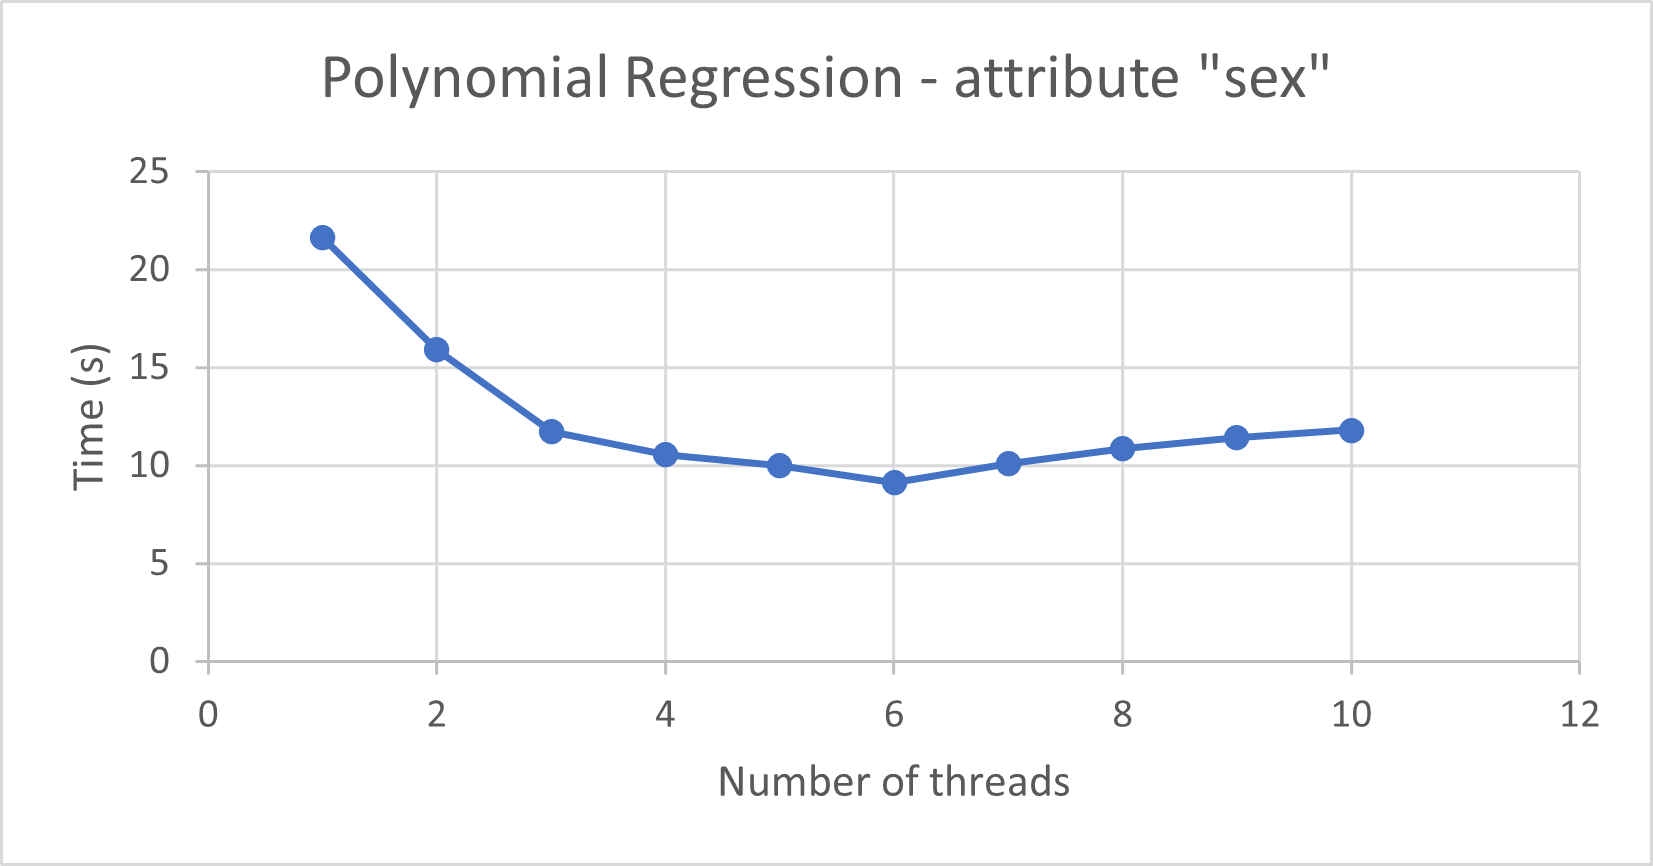 Polynomial Regression - attribute "sex"
25
20
15
10
5
0
Time (s)
0 2 4 6 8 10 12
Number of threads